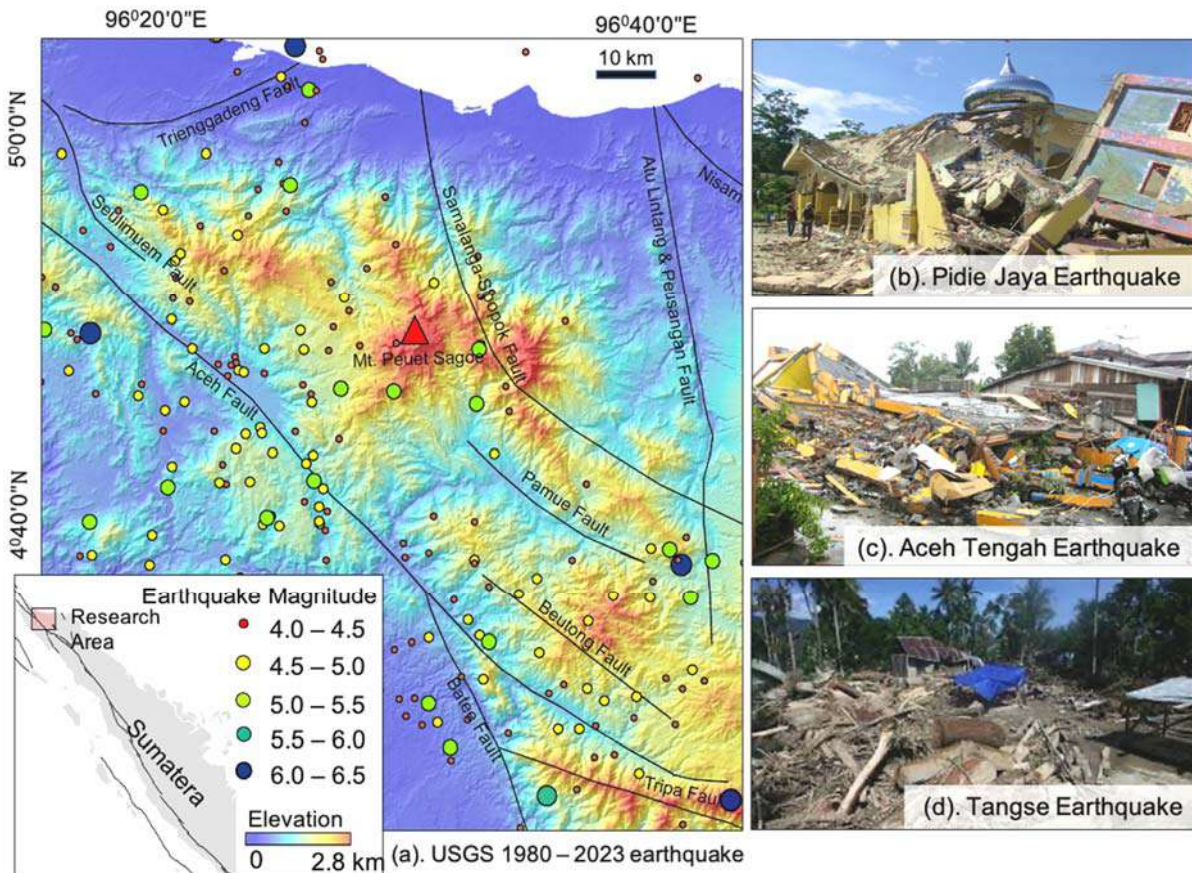 96⁰20'0"E
96⁰40'0"E
10 km
5⁰0'0"N
4⁰40'0"N
Trienggadeng Fault
Seulimuem Fault
Samalanga-Sipopok Fault
Atu Lintang & Peusangan Fault
Nisam
Mt. Peuet Sagoe
Aceh Fault
Pamue Fault
Beutong Fault
Batee Fault
Tripa Fau
Research
Area
Sumatera
Earthquake Magnitude
4.0 – 4.5
4.5 – 5.0
5.0 – 5.5
5.5 – 6.0
6.0 – 6.5
Elevation
0
2.8 km
(a). USGS 1980 – 2023 earthquake
(b). Pidie Jaya Earthquake
(c). Aceh Tengah Earthquake
(d). Tangse Earthquake